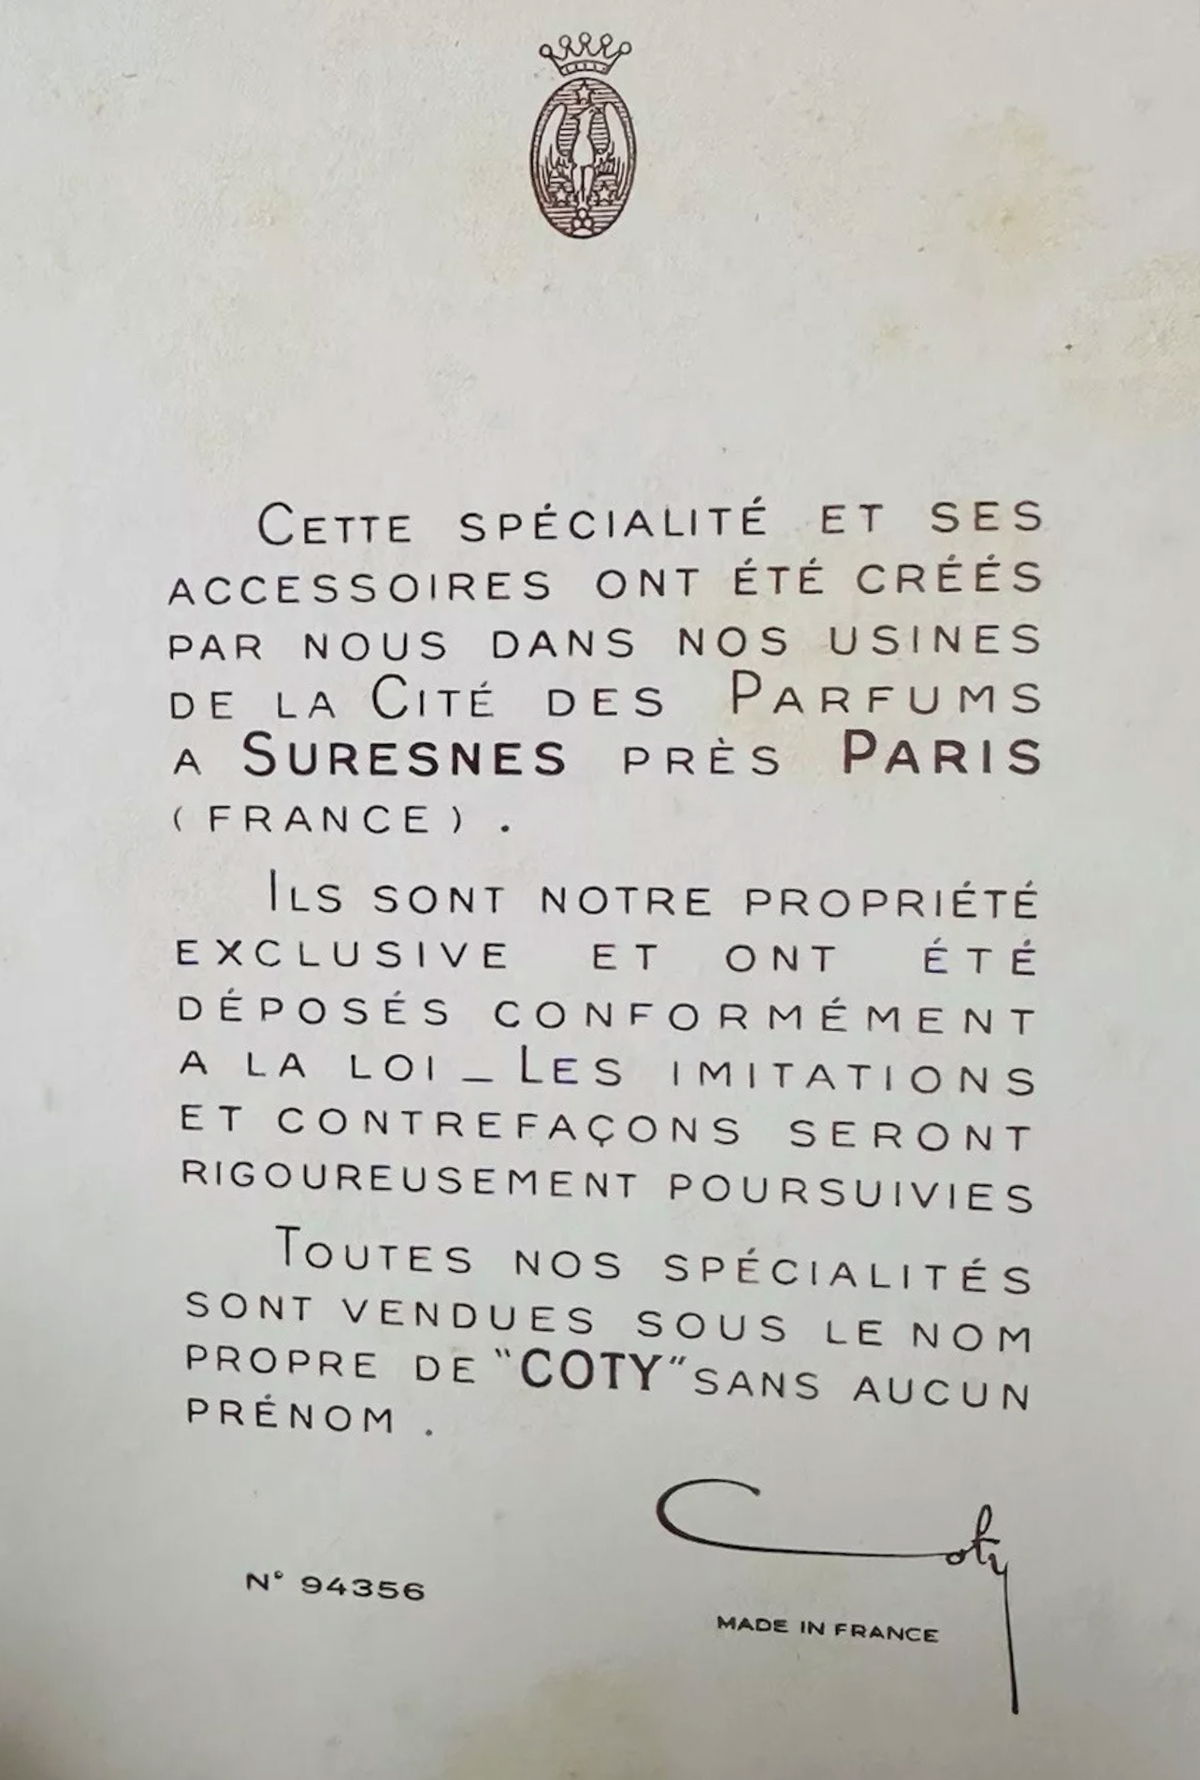 CETTE SPÉCIALITÉ ET SES
ACCESSOIRES ONT ÉTÉ CRÉÉS
PAR NOUS DANS NOS USINES
DE LA CITÉ DES PARFUMS
A SURESNES PRÈS PARIS
(FRANCE).
ILS SONT NOTRE PROPRIÉTÉ
EXCLUSIVE ET ONT ÉTÉ
DÉPOSÉS CONFORMÉMENT
A LA LOI _ LES IMITATIONS
ET CONTREFAÇONS SERONT
RIGOUREUSEMENT POURSUIVIES
TOUTES NOS SPÉCIALITÉS
SONT VENDUES SOUS LE NOM
PROPRE DE "COTY" SANS AUCUN
PRÉNOM.
Coty
N° 94356
MADE IN FRANCE